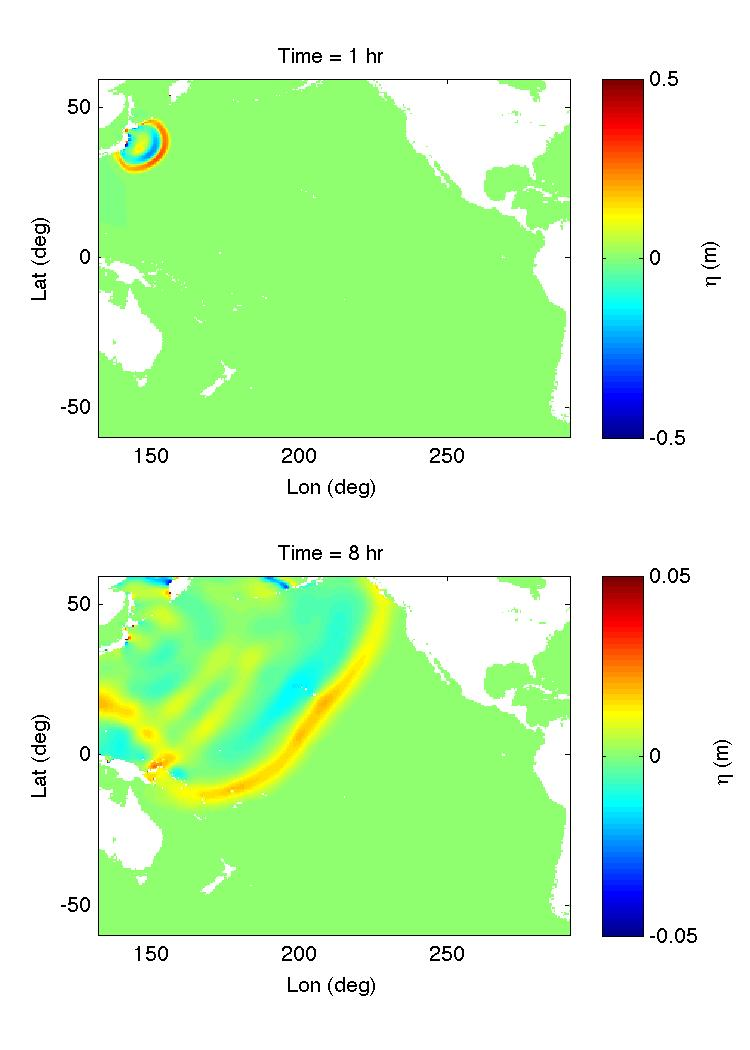 Time = 1 hr
50
0
-50
Lat (deg)
150
200
250
Lon (deg)
0.5
0
-0.5
η (m)
Time = 8 hr
50
0
-50
Lat (deg)
150
200
250
Lon (deg)
0.05
0
-0.05
η (m)